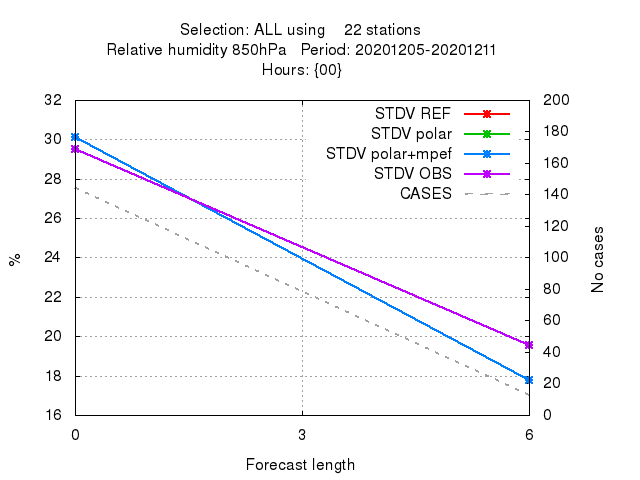 Selection: ALL using    22 stations
Relative humidity 850hPa   Period: 20201205-20201211
Hours: {00}
32 200
STDV REF
30 180
STDV polar
160
STDV polar+mpef
28 140
STDV OBS
CASES
26 120
24 100
% No cases
22 80
60
20 40
18 20
16 0
0 3 6
Forecast length